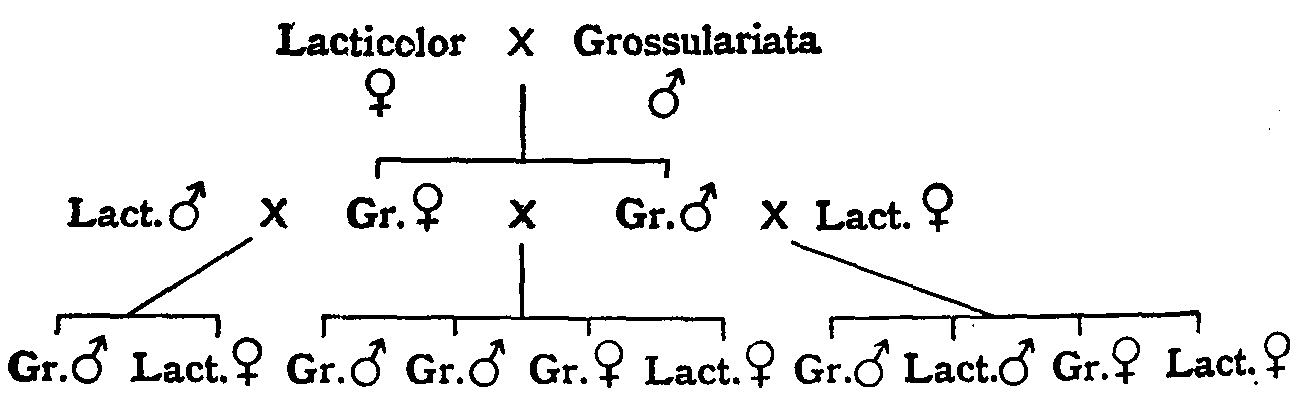 Lacticolor × Grossulariata
♀ ♂
Lact.♂ × Gr.♀ × Gr.♂ × Lact.♀
Gr.♂ Lact.♀ Gr.♂ Gr.♂ Gr.♀ Lact.♀ Gr.♂ Lact.♂ Gr.♀ Lact.♀